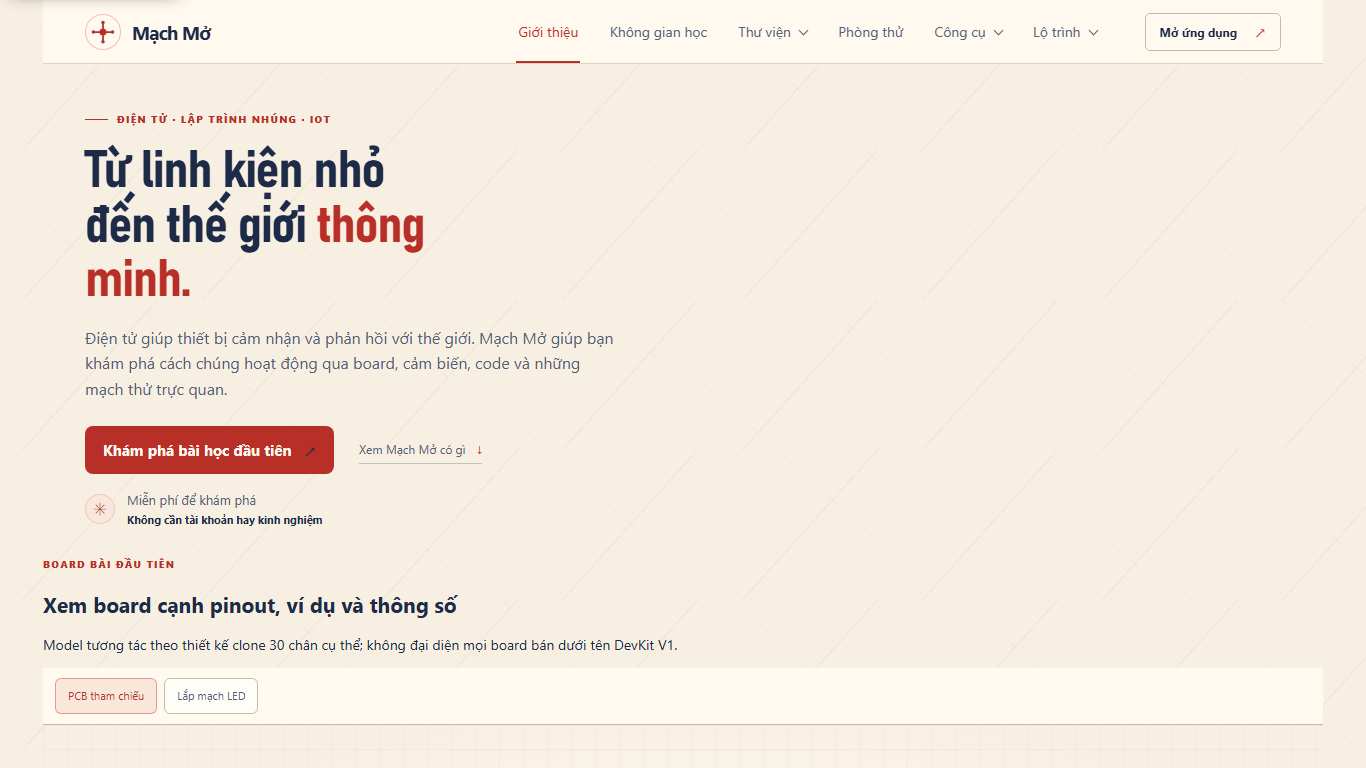 Mạch Mở
Giới thiệu
Không gian học
Thư viện
Phòng thử
Công cụ
Lộ trình
Mở ứng dụng ↗
ĐIỆN TỬ · LẬP TRÌNH NHÚNG · IOT
Từ linh kiện nhỏ
đến thế giới thông
minh.
Điện tử giúp thiết bị cảm nhận và phản hồi với thế giới. Mạch Mở giúp bạn
khám phá cách chúng hoạt động qua board, cảm biến, code và những
mạch thử trực quan.
Khám phá bài học đầu tiên ↗
Xem Mạch Mở có gì ↓
Miễn phí để khám phá
Không cần tài khoản hay kinh nghiệm
BOARD BÀI ĐẦU TIÊN
Xem board cạnh pinout, ví dụ và thông số
Model tương tác theo thiết kế clone 30 chân cụ thể; không đại diện mọi board bán dưới tên DevKit V1.
PCB tham chiếu
Lắp mạch LED